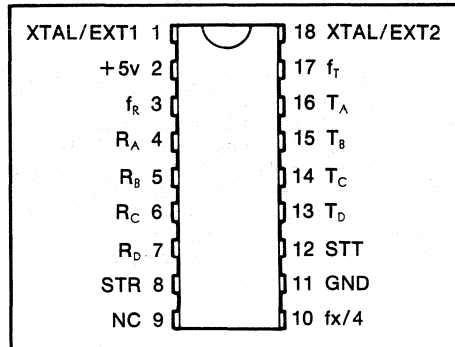 XTAL/EXT1 1 18 XTAL/EXT2
+5v 2 17 fT
fR 3 16 TA
RA 4 15 TB
RB 5 14 TC
RC 6 13 TD
RD 7 12 STT
STR 8 11 GND
NC 9 10 fx/4